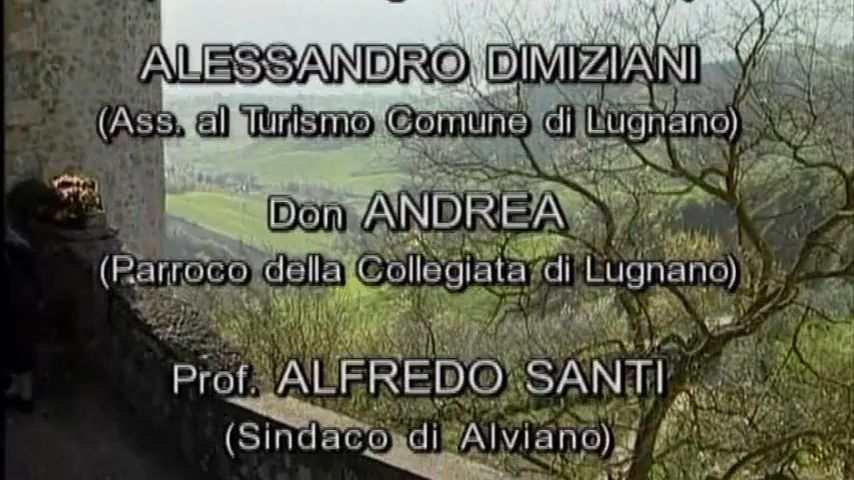 ALESSANDRO DIMIZIANI
(Ass. al Turismo Comune di Lugnano)
Don ANDREA
(Parroco della Collegiata di Lugnano)
Prof. ALFREDO SANTI
(Sindaco di Alviano)